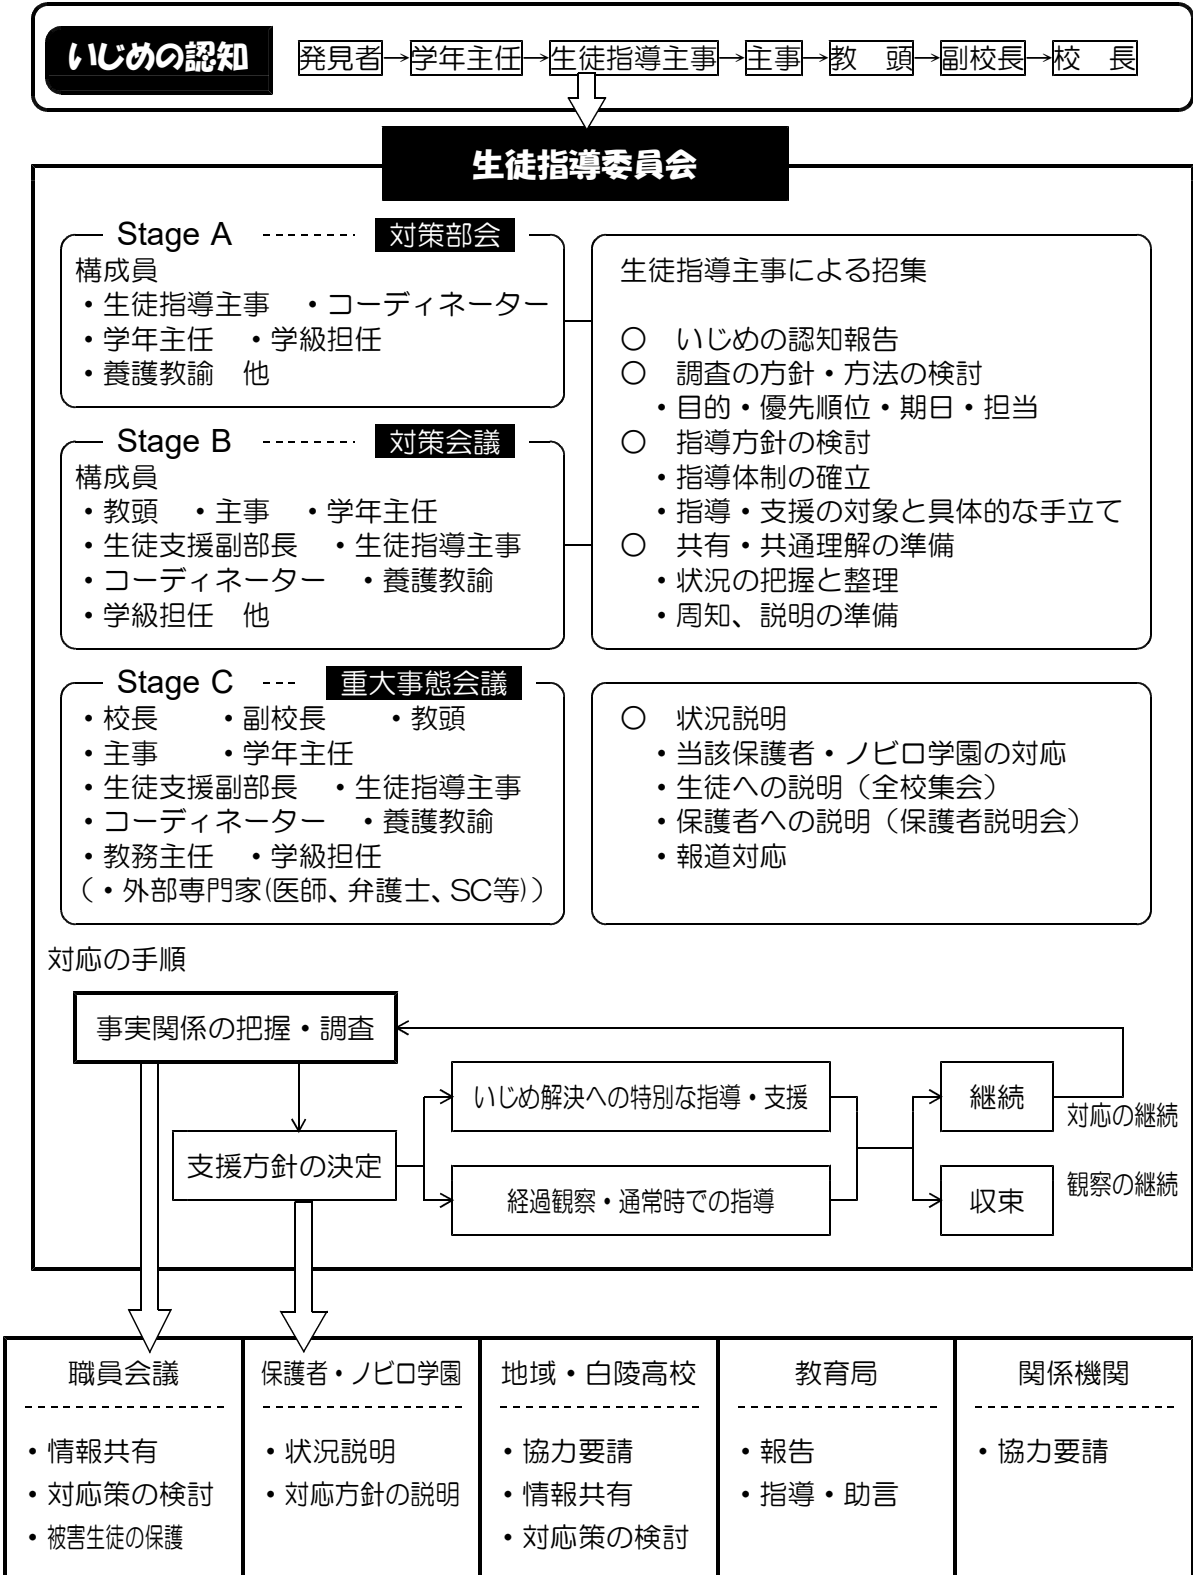 いじめの認知 発見者→学年主任→生徒指導主事→主事→教　頭→副校長→校　長
生徒指導委員会
Stage A 対策部会
構成員
・生徒指導主事　・コーディネーター
・学年主任　・学級担任
・養護教諭　他
Stage B 対策会議
構成員
・教頭　・主事　・学年主任
・生徒支援副部長　・生徒指導主事
・コーディネーター　・養護教諭
・学級担任　他
生徒指導主事による招集
○　いじめの認知報告
○　調査の方針・方法の検討
・目的・優先順位・期日・担当
○　指導方針の検討
・指導体制の確立
・指導・支援の対象と具体的な手立て
○　共有・共通理解の準備
・状況の把握と整理
・周知、説明の準備
Stage C 重大事態会議
・校長　・副校長　・教頭
・主事　・学年主任
・生徒支援副部長　・生徒指導主事
・コーディネーター　・養護教諭
・教務主任　・学級担任
（・外部専門家(医師、弁護士、SC等)）
○　状況説明
・当該保護者・ノビロ学園の対応
・生徒への説明（全校集会）
・保護者への説明（保護者説明会）
・報道対応
対応の手順
事実関係の把握・調査
支援方針の決定
いじめ解決への特別な指導・支援
経過観察・通常時での指導
継続
対応の継続
収束
観察の継続
職員会議
・情報共有
・対応策の検討
・被害生徒の保護
保護者・ノビロ学園
・状況説明
・対応方針の説明
地域・白陵高校
・協力要請
・情報共有
・対応策の検討
教育局
・報告
・指導・助言
関係機関
・協力要請